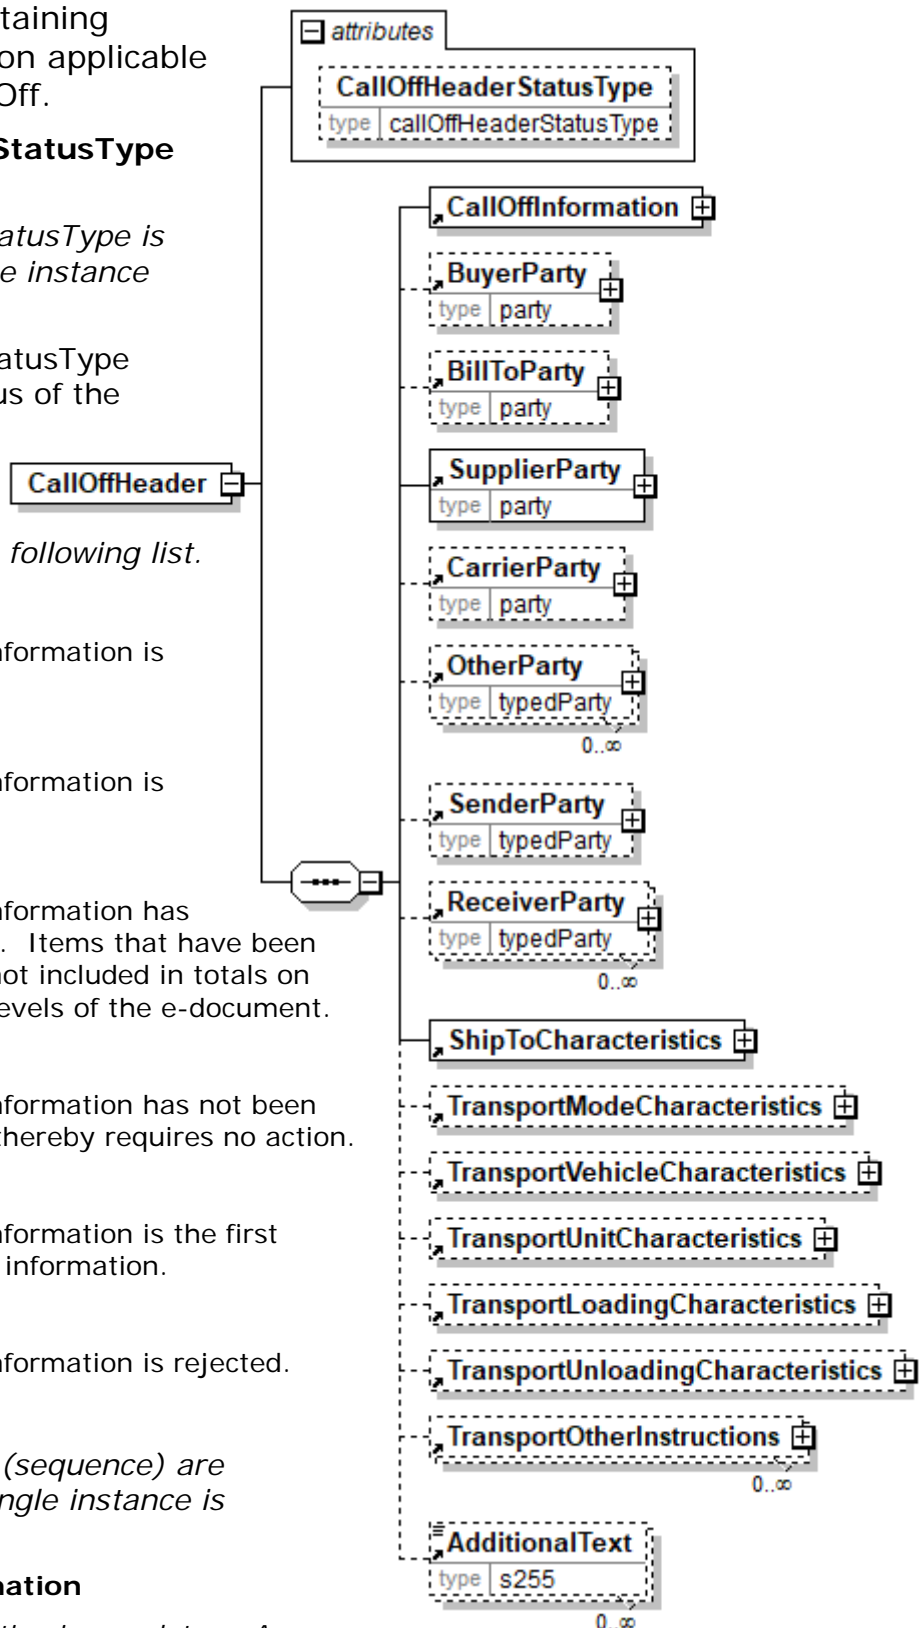 taining
on applicable
Off.
StatusType
atusType is
e instance
atusType
us of the
following list.
nformation is
nformation is
nformation has
. Items that have been
not included in totals on
levels of the e-document.
nformation has not been
thereby requires no action.
nformation is the first
information.
nformation is rejected.
(sequence) are
ngle instance is
nation
attributes
CallOffHeaderStatusType
type callOffHeaderStatusType
CallOffHeader
CallOffInformation
BuyerParty
type party
BillToParty
type party
SupplierParty
type party
CarrierParty
type party
OtherParty
type typedParty
0..∞
SenderParty
type typedParty
ReceiverParty
type typedParty
0..∞
ShipToCharacteristics
TransportModeCharacteristics
TransportVehicleCharacteristics
TransportUnitCharacteristics
TransportLoadingCharacteristics
TransportUnloadingCharacteristics
TransportOtherInstructions
0..∞
AdditionalText
type s255
0..∞